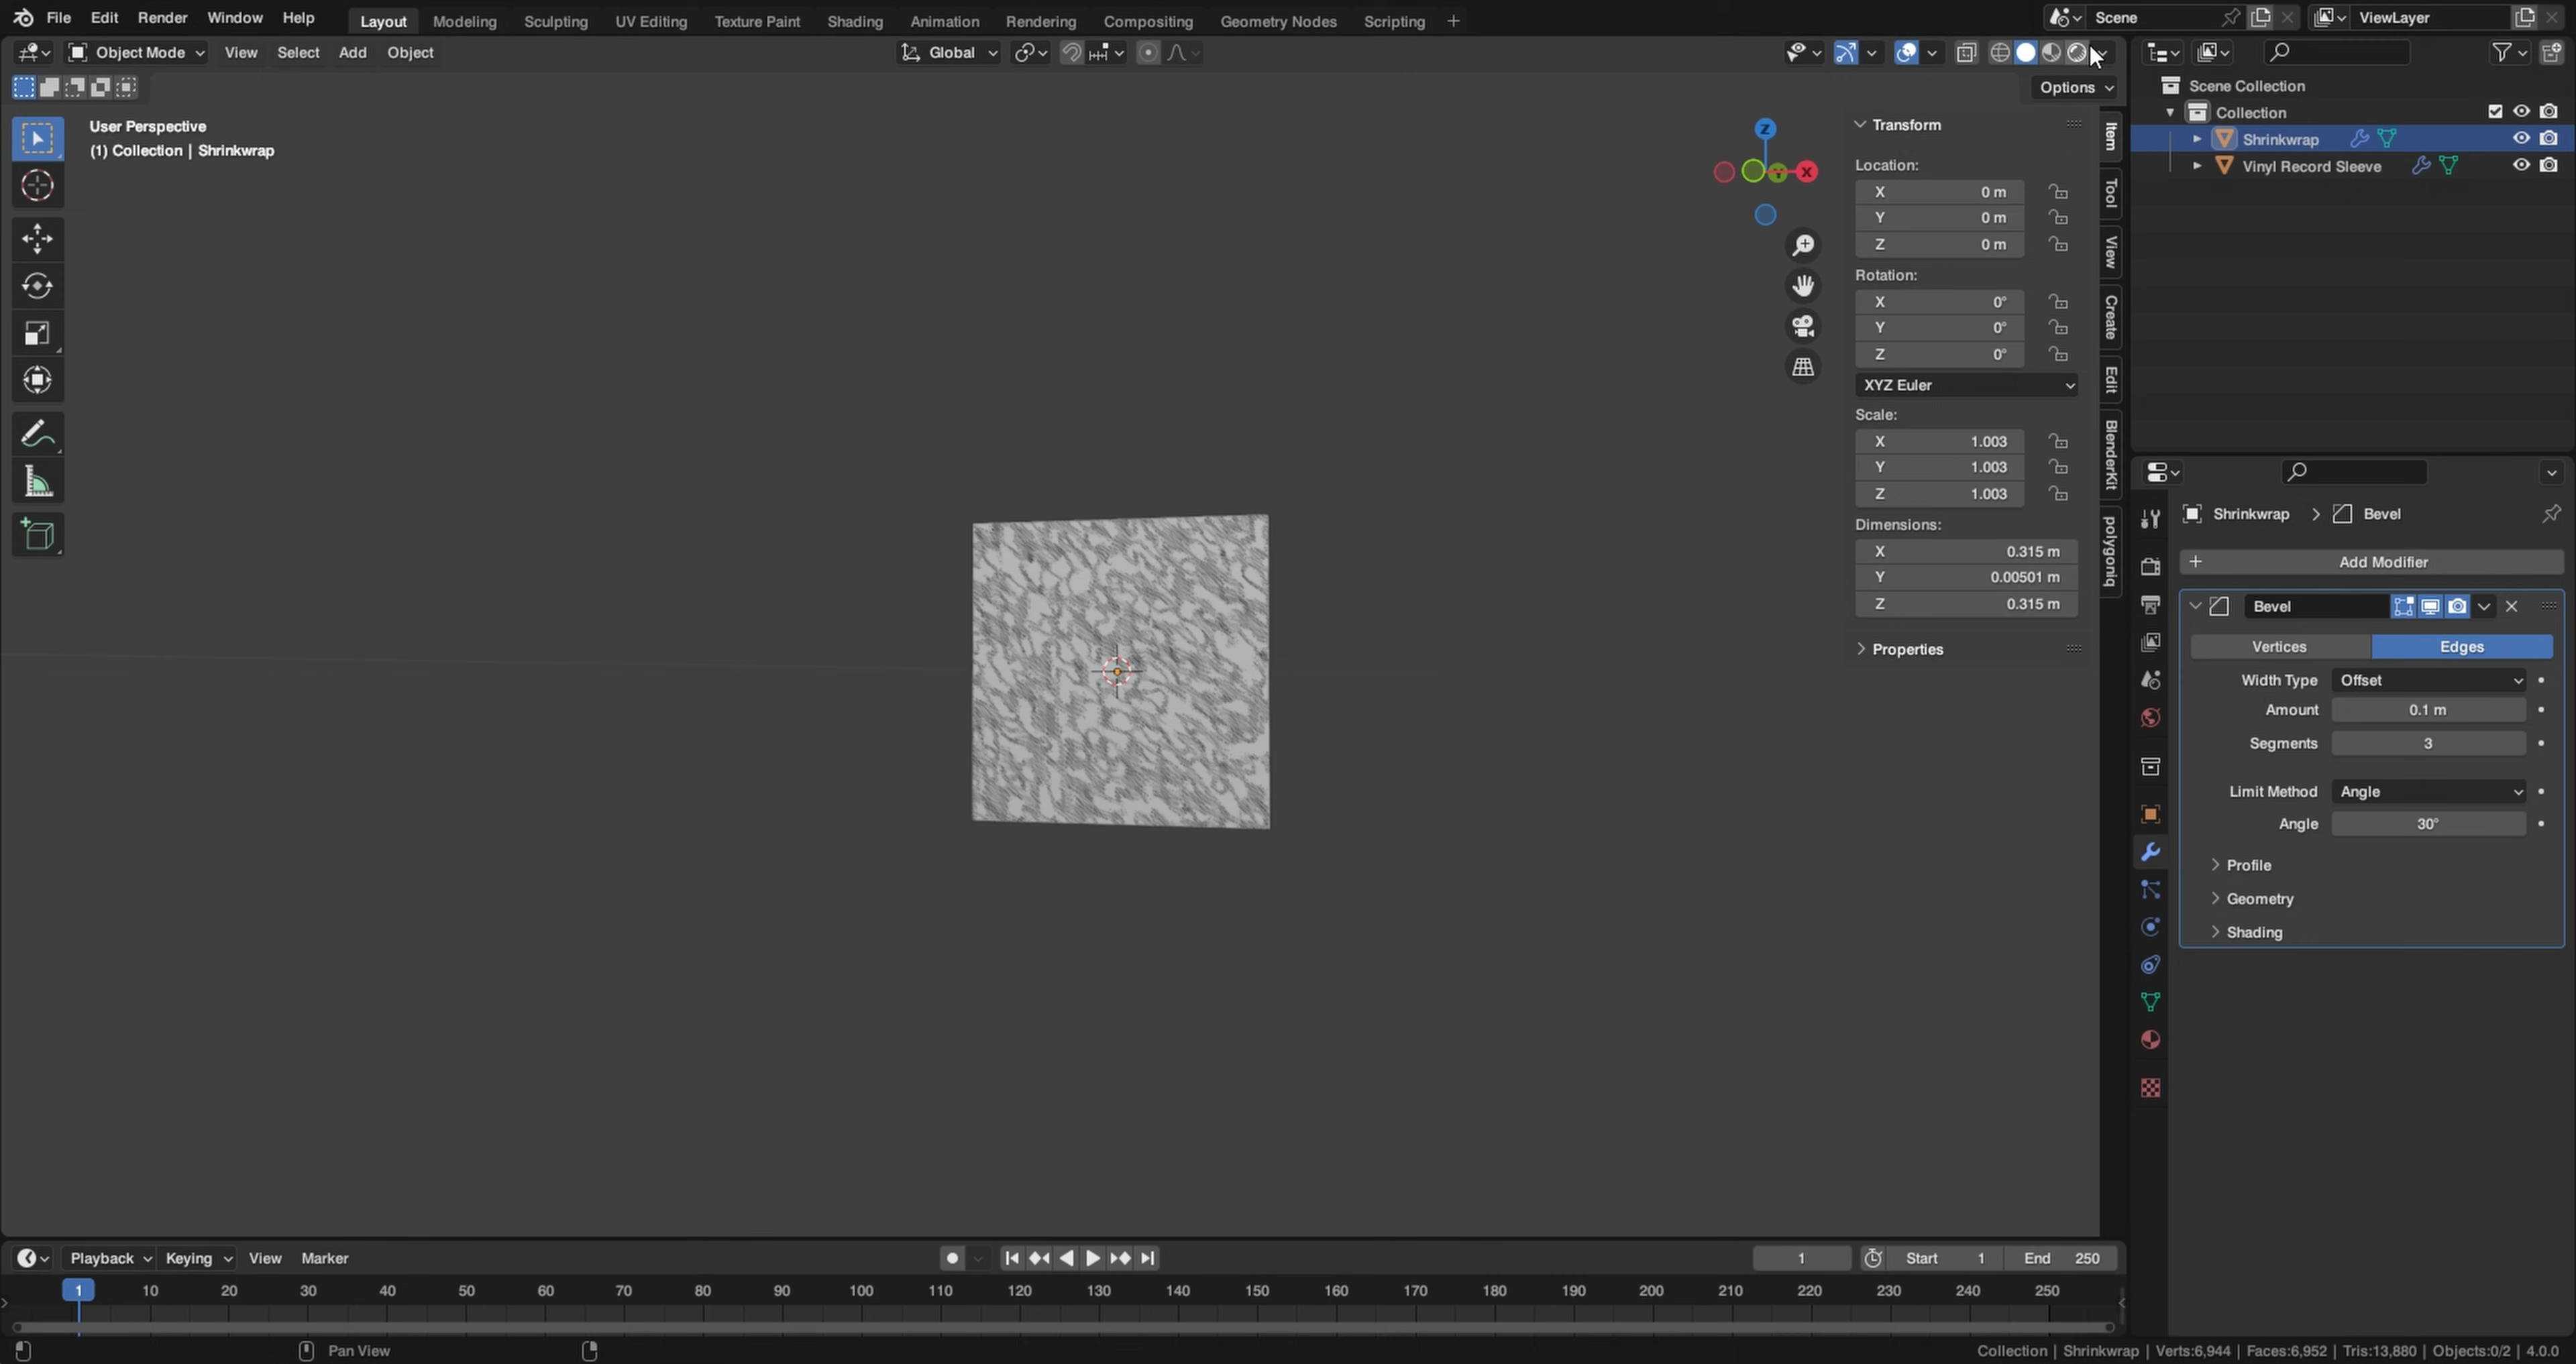 File Edit Render Window Help Layout Modeling Sculpting UV Editing Texture Paint Shading Animation Rendering Compositing Geometry Nodes Scripting + Scene ViewLayer
Object Mode View Select Add Object Global
Options
User Perspective
(1) Collection | Shrinkwrap
Z
X
Y
Transform
Location:
X 0 m
Y 0 m
Z 0 m
Rotation:
X 0°
Y 0°
Z 0°
XYZ Euler
Scale:
X 1.003
Y 1.003
Z 1.003
Dimensions:
X 0.315 m
Y 0.00501 m
Z 0.315 m
Properties
Item
Tool
View
Create
Edit
BlenderKit
polygoniq
Scene Collection
Collection
Shrinkwrap
Vinyl Record Sleeve
Shrinkwrap > Bevel
+ Add Modifier
Bevel
Vertices Edges
Width Type Offset
Amount 0.1 m
Segments 3
Limit Method Angle
Angle 30°
Profile
Geometry
Shading
Playback Keying View Marker 1 Start 1 End 250
1 10 20 30 40 50 60 70 80 90 100 110 120 130 140 150 160 170 180 190 200 210 220 230 240 250
Pan View Collection | Shrinkwrap | Verts:6,944 | Faces:6,952 | Tris:13,880 | Objects:0/2 | 4.0.0